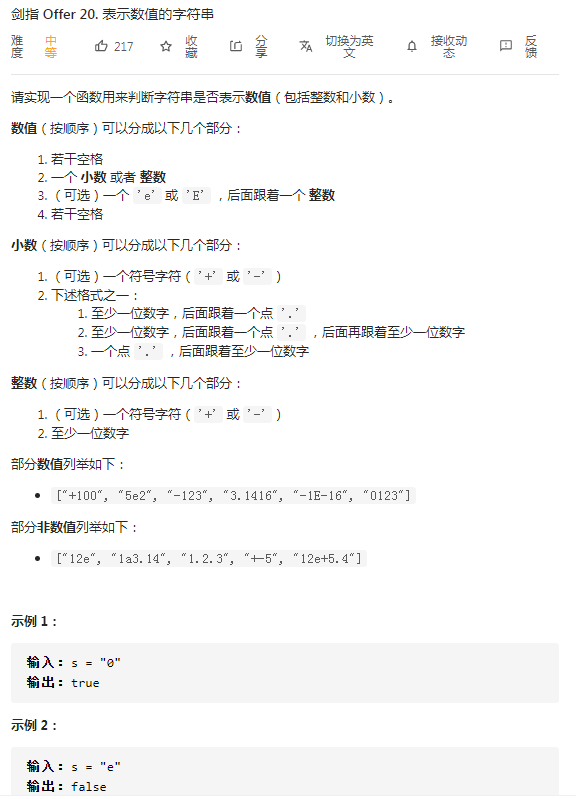 剑指 Offer 20. 表示数值的字符串
难度 中等 217 收藏 分享 切换为英文 接收动态 反馈
请实现一个函数用来判断字符串是否表示数值（包括整数和小数）。
数值（按顺序）可以分成以下几个部分：
1. 若干空格
2. 一个 小数 或者 整数
3. （可选）一个 'e' 或 'E' ，后面跟着一个 整数
4. 若干空格
小数（按顺序）可以分成以下几个部分：
1. （可选）一个符号字符（ '+' 或 '-' ）
2. 下述格式之一：
1. 至少一位数字，后面跟着一个点 '.'
2. 至少一位数字，后面跟着一个点 '.' ，后面再跟着至少一位数字
3. 一个点 '.' ，后面跟着至少一位数字
整数（按顺序）可以分成以下几个部分：
1. （可选）一个符号字符（ '+' 或 '-' ）
2. 至少一位数字
部分数值列举如下：
• ["+100", "5e2", "-123", "3.1416", "-1E-16", "0123"]
部分非数值列举如下：
• ["12e", "1a3.14", "1.2.3", "+-5", "12e+5.4"]
示例 1：
输入：s = "0"
输出：true
示例 2：
输入：s = "e"
输出：false